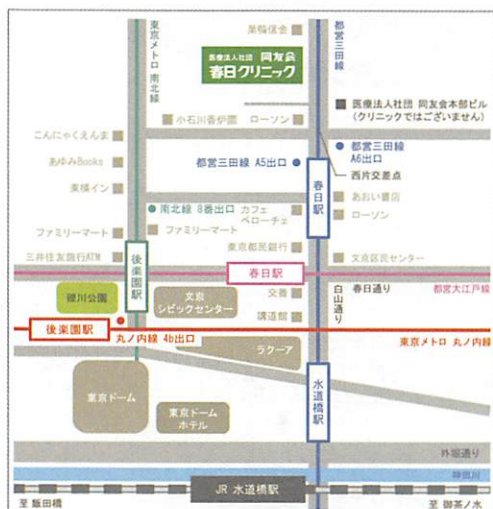 東京メトロ 南北線
巣鴨信金
都営三田線
医療法人社団 同友会
春日クリニック
医療法人社団 同友会本部ビル
(クリニックではございません)
小石川香炉園
ローソン
こんにゃくえんま
あゆみBooks
東横イン
都営三田線 A5出口
都営三田線
A6出口
西片交差点
春日駅
あおい書店
ローソン
南北線 8番出口
カフェ
ベローチェ
ファミリーマート
ファミリーマート
東京都民銀行
三井住友銀行ATM
文京区民センター
後楽園駅
春日駅
春日通り
都営大江戸線
白山通り
礫川公園
文京
シビックセンター
交番
講道館
後楽園駅
丸ノ内線 4b出口
東京メトロ 丸ノ内線
ラクーア
東京ドーム
水道橋駅
東京ドーム
ホテル
外堀通り
神田川
JR 水道橋駅
至 飯田橋
至 御茶ノ水